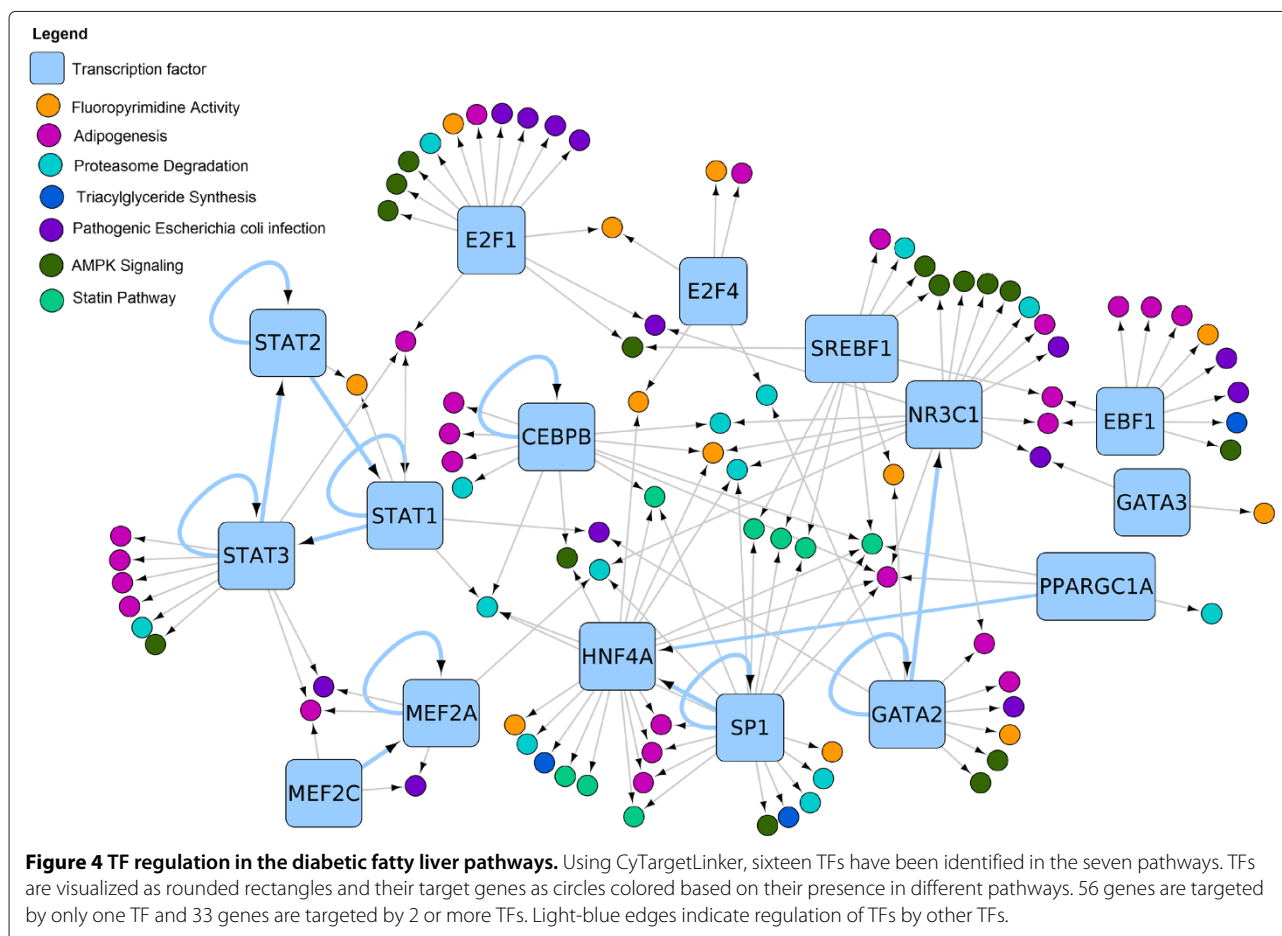 Legend
Transcription factor
Fluoropyrimidine Activity
Adipogenesis
Proteasome Degradation
Triacylglyceride Synthesis
Pathogenic Escherichia coli infection
AMPK Signaling
Statin Pathway
E2F1
E2F4
STAT2
SREBF1
NR3C1
EBF1
CEBPB
GATA3
STAT1
STAT3
PPARGC1A
HNF4A
MEF2A
SP1
GATA2
MEF2C
Figure 4 TF regulation in the diabetic fatty liver pathways. Using CyTargetLinker, sixteen TFs have been identified in the seven pathways. TFs
are visualized as rounded rectangles and their target genes as circles colored based on their presence in different pathways. 56 genes are targeted
by only one TF and 33 genes are targeted by 2 or more TFs. Light-blue edges indicate regulation of TFs by other TFs.